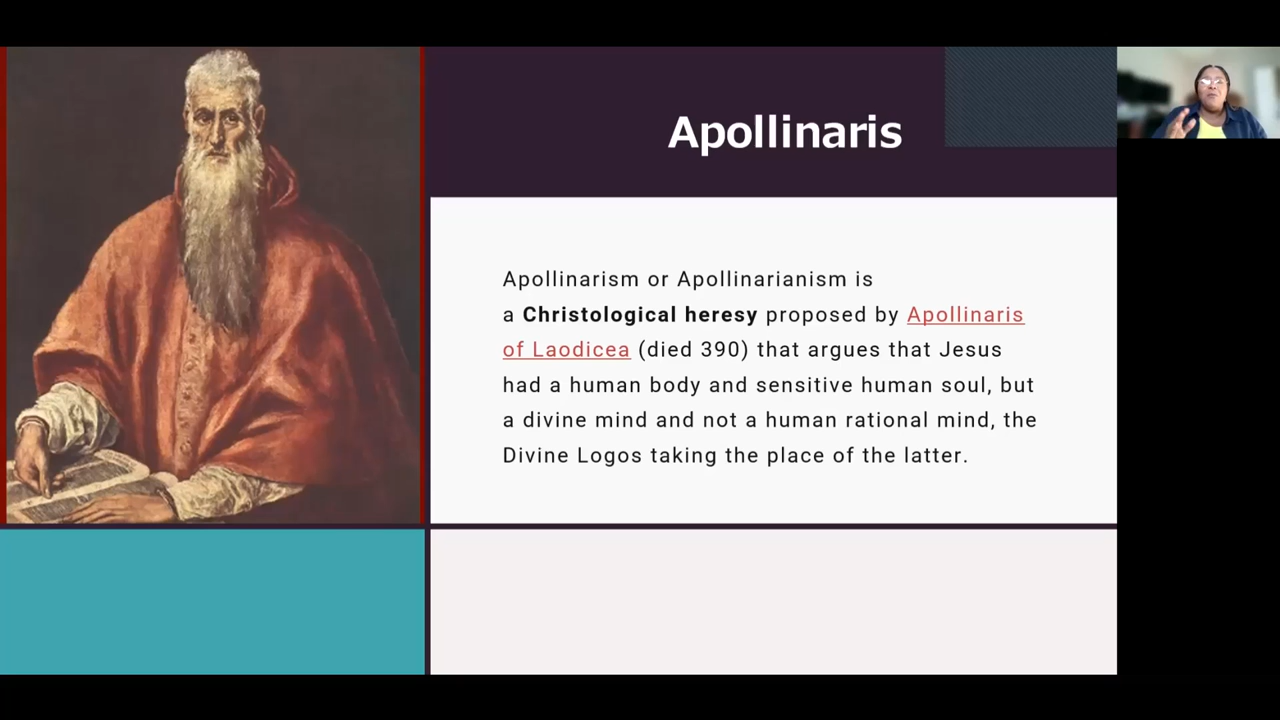 Apollinaris
Apollinarism or Apollinarianism is
a Christological heresy proposed by Apollinaris
of Laodicea (died 390) that argues that Jesus
had a human body and sensitive human soul, but
a divine mind and not a human rational mind, the
Divine Logos taking the place of the latter.